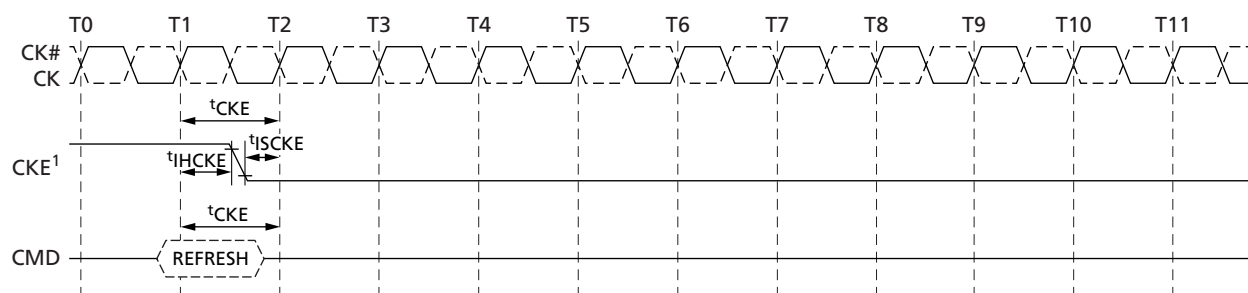 T0 T1 T2 T3 T4 T5 T6 T7 T8 T9 T10 T11
CK#
CK
tCKE
tISCKE
CKE1
tIHCKE
tCKE
CMD
REFRESH